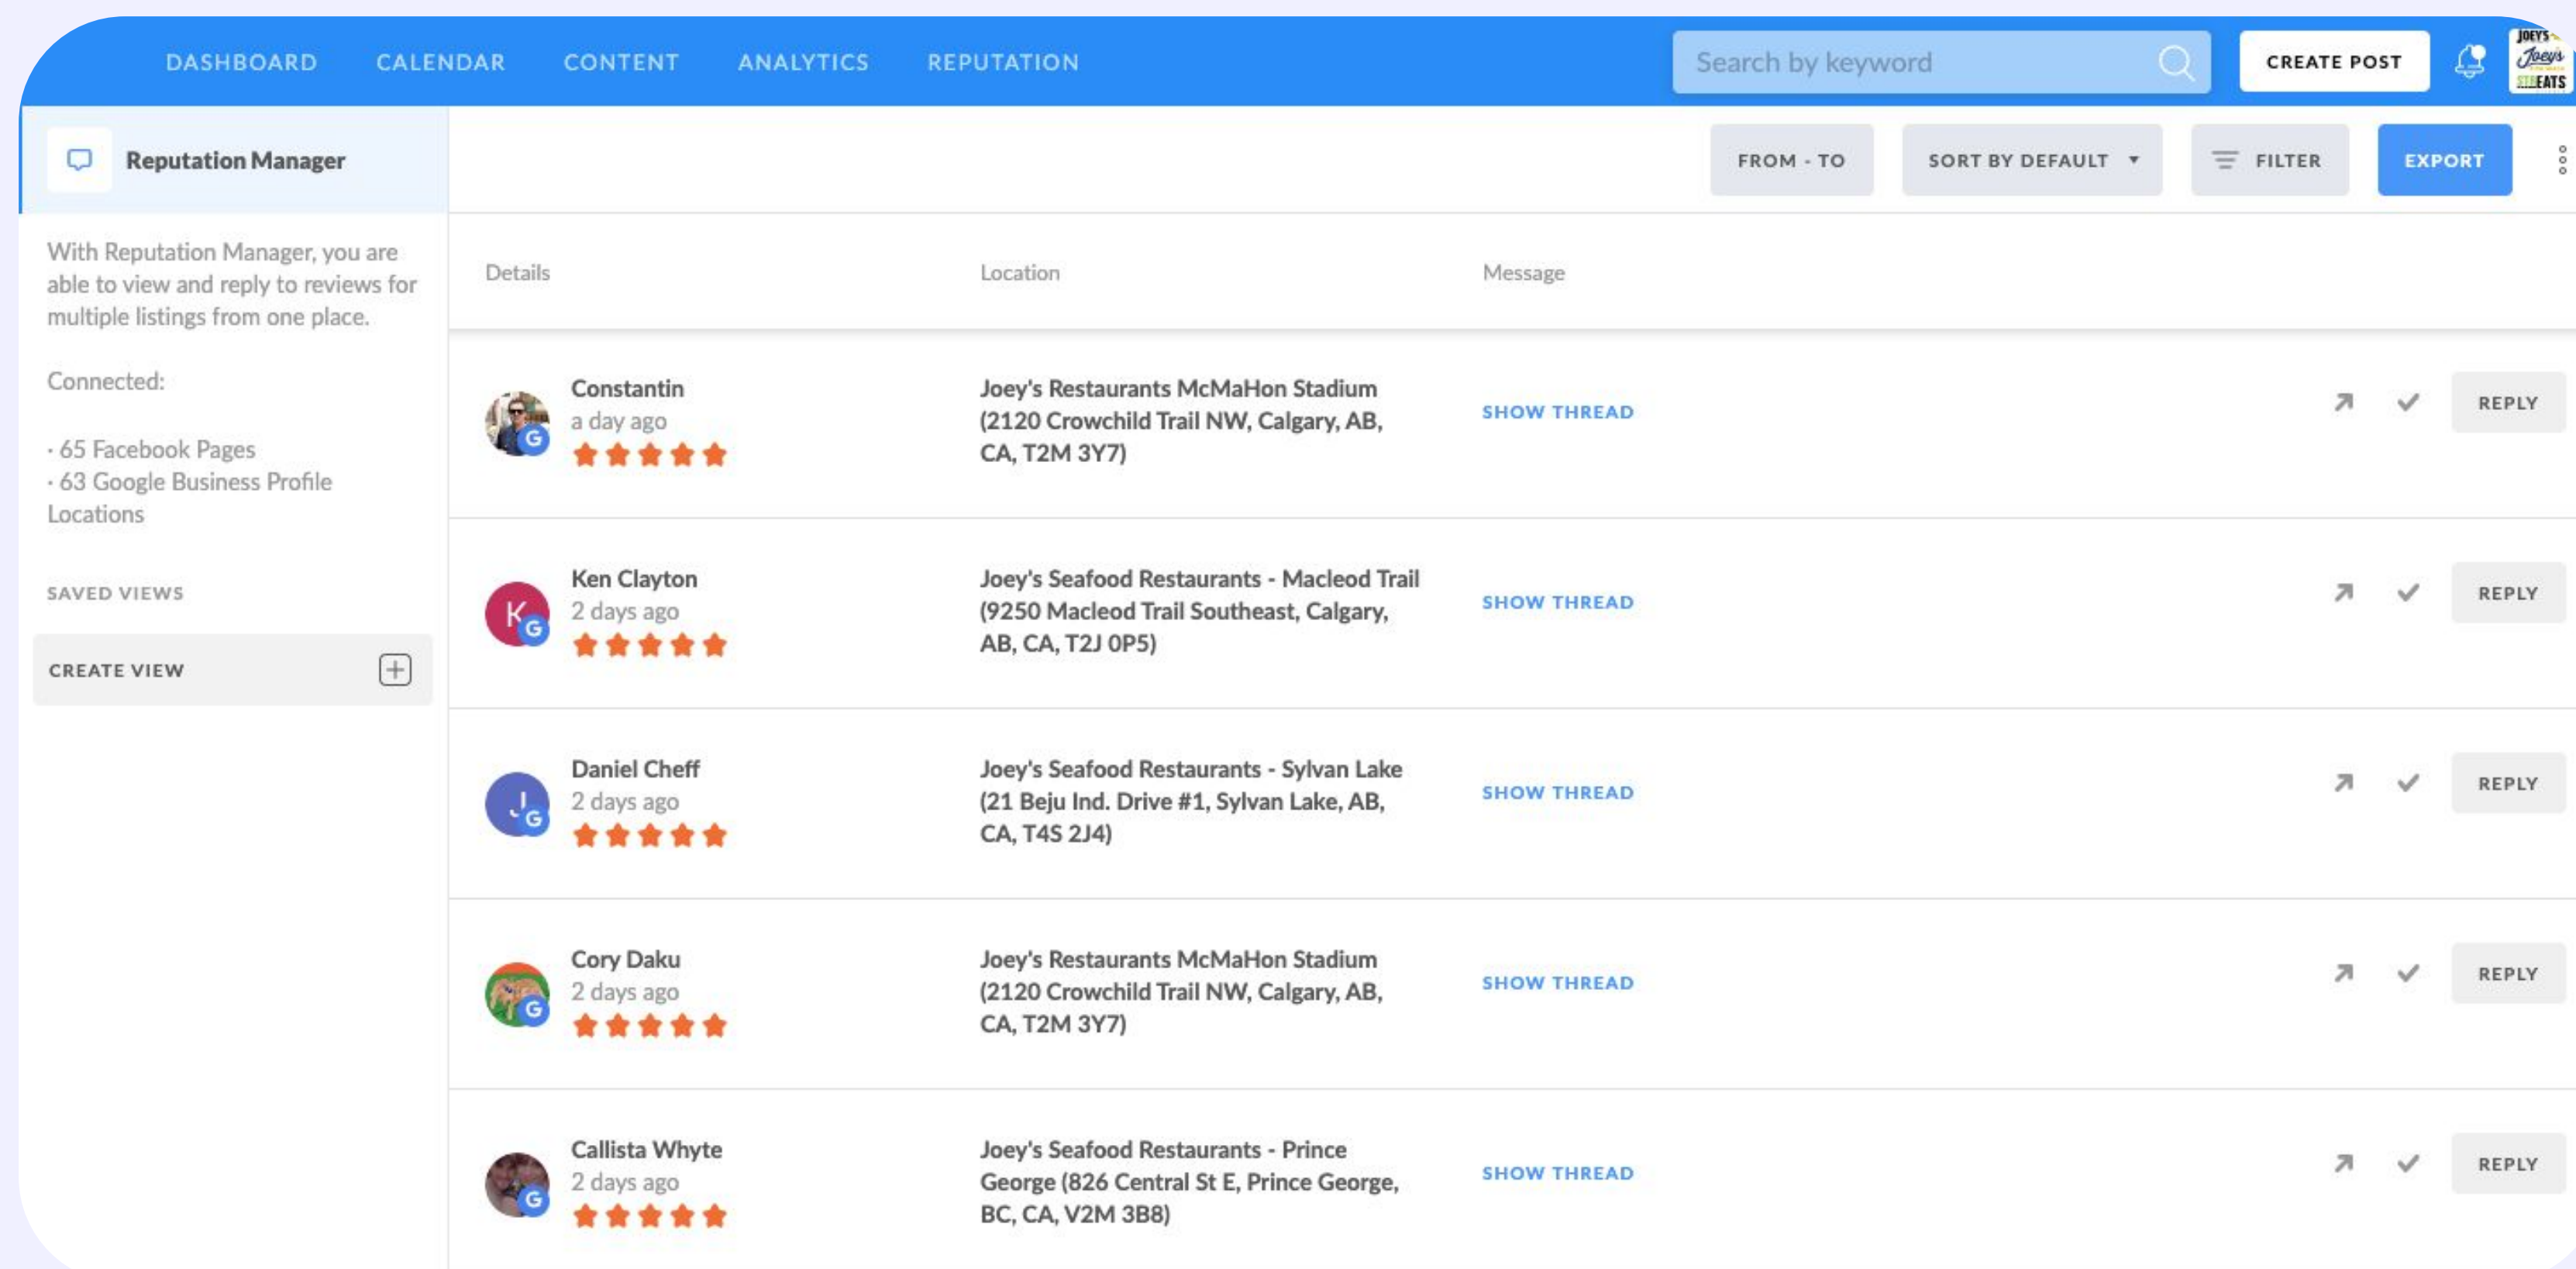 DASHBOARD CALENDAR CONTENT ANALYTICS REPUTATION Search by keyword CREATE POST
JOEY'S
Joey's
EATS
Reputation Manager
FROM - TO SORT BY DEFAULT FILTER EXPORT
With Reputation Manager, you are
able to view and reply to reviews for
multiple listings from one place.
Connected:
· 65 Facebook Pages
· 63 Google Business Profile
Locations
SAVED VIEWS
CREATE VIEW
Details Location Message
Constantin
a day ago
Joey's Restaurants McMaHon Stadium
(2120 Crowchild Trail NW, Calgary, AB,
CA, T2M 3Y7)
SHOW THREAD
REPLY
G
Ken Clayton
2 days ago
Joey's Seafood Restaurants - Macleod Trail
(9250 Macleod Trail Southeast, Calgary,
AB, CA, T2J 0P5)
SHOW THREAD
REPLY
K
G
Daniel Cheff
2 days ago
Joey's Seafood Restaurants - Sylvan Lake
(21 Beju Ind. Drive #1, Sylvan Lake, AB,
CA, T4S 2J4)
SHOW THREAD
REPLY
J
G
Cory Daku
2 days ago
Joey's Restaurants McMaHon Stadium
(2120 Crowchild Trail NW, Calgary, AB,
CA, T2M 3Y7)
SHOW THREAD
REPLY
G
Callista Whyte
2 days ago
Joey's Seafood Restaurants - Prince
George (826 Central St E, Prince George,
BC, CA, V2M 3B8)
SHOW THREAD
REPLY
G